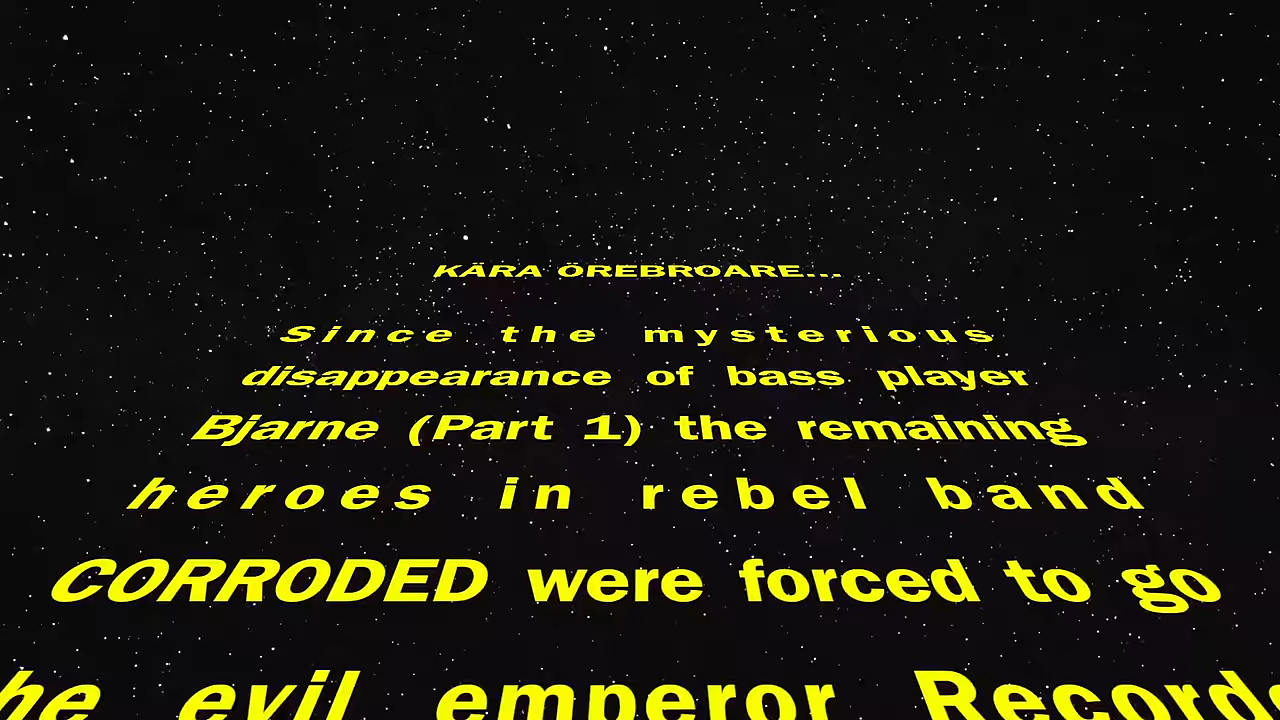 KÄRA ÖREBROARE...
Since the mysterious
disappearance of bass player
Bjarne (Part 1) the remaining
heroes in rebel band
CORRODED were forced to go
evil emperor